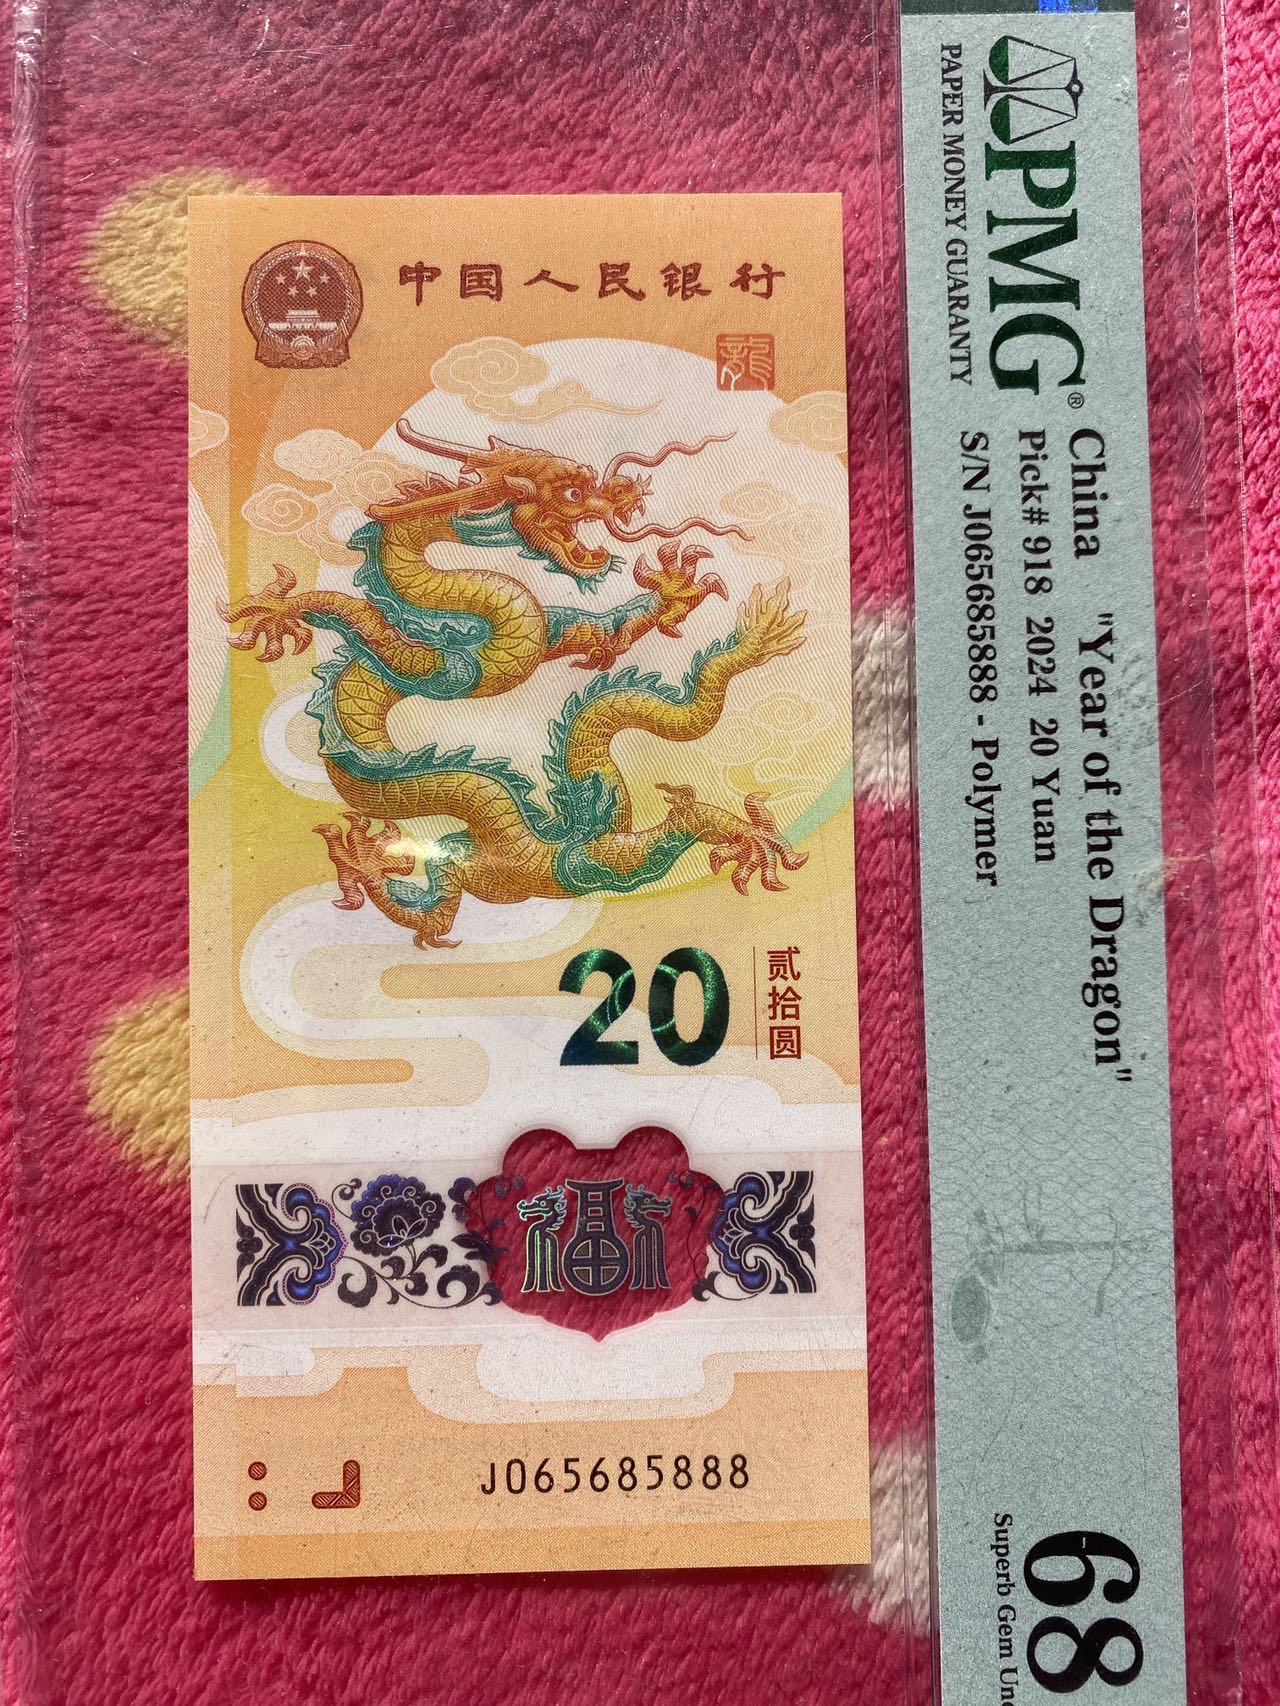 中国人民银行
龍
20
贰拾圆
福
J065685888
PMG®
PAPER MONEY GUARANTY
China "Year of the Dragon"
Pick# 918 2024 20 Yuan
S/N J065685888 - Polymer
68
Superb Gem Unc